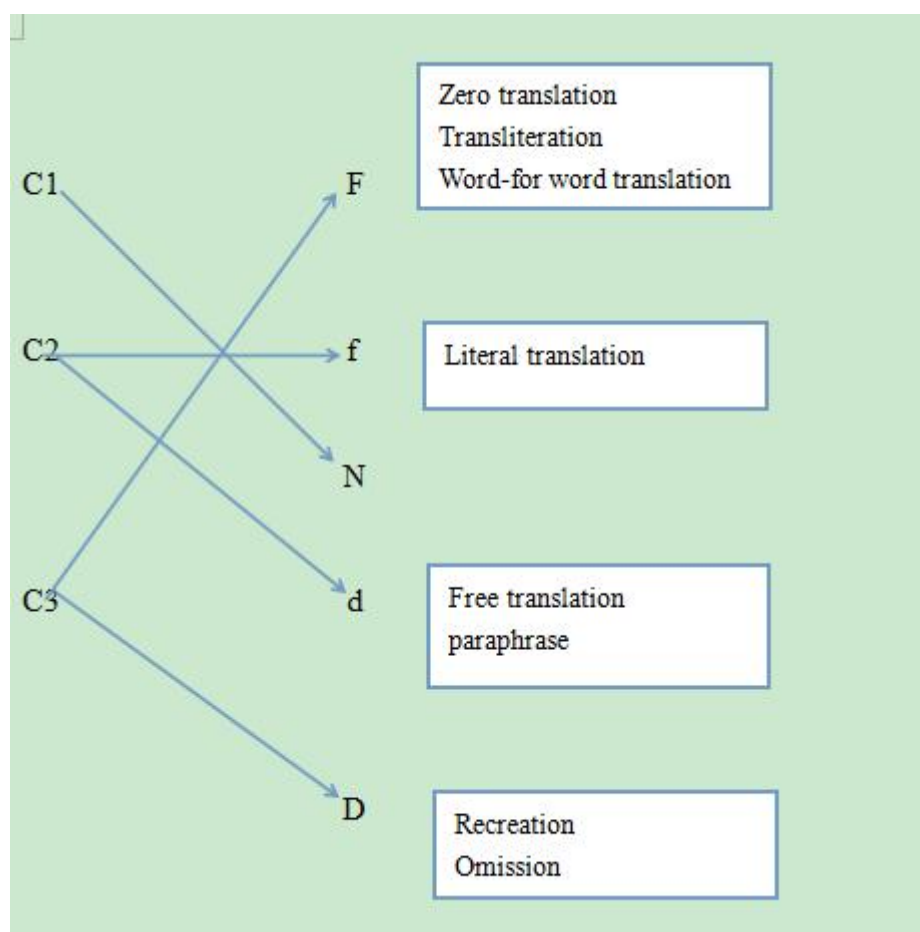 Zero translation
Transliteration
Word-for word translation
C1
F
C2
f
Literal translation
N
C3
d
Free translation
paraphrase
D
Recreation
Omission